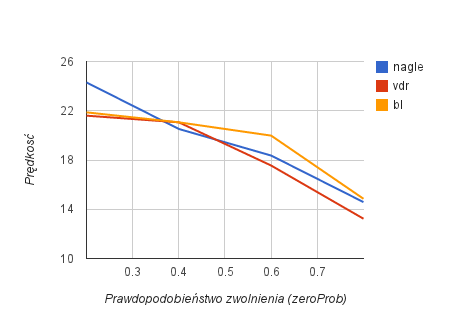 26
22
18
14
10
Prędkosć
0.3 0.4 0.5 0.6 0.7
Prawdopodobieństwo zwolnienia (zeroProb)
nagle
vdr
bl